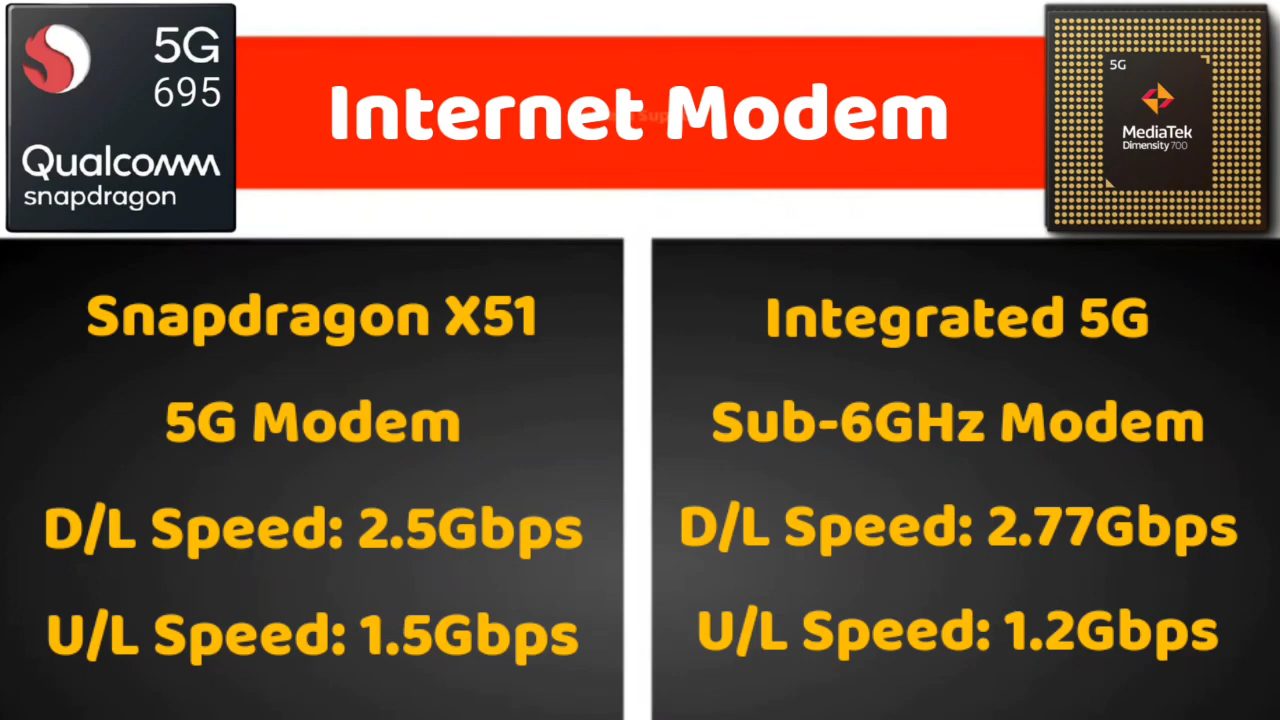 5G
695
Qualcomm
snapdragon
Internet Modem
5G
MediaTek
Dimensity 700
Snapdragon X51
5G Modem
D/L Speed: 2.5Gbps
U/L Speed: 1.5Gbps
Integrated 5G
Sub-6GHz Modem
D/L Speed: 2.77Gbps
U/L Speed: 1.2Gbps